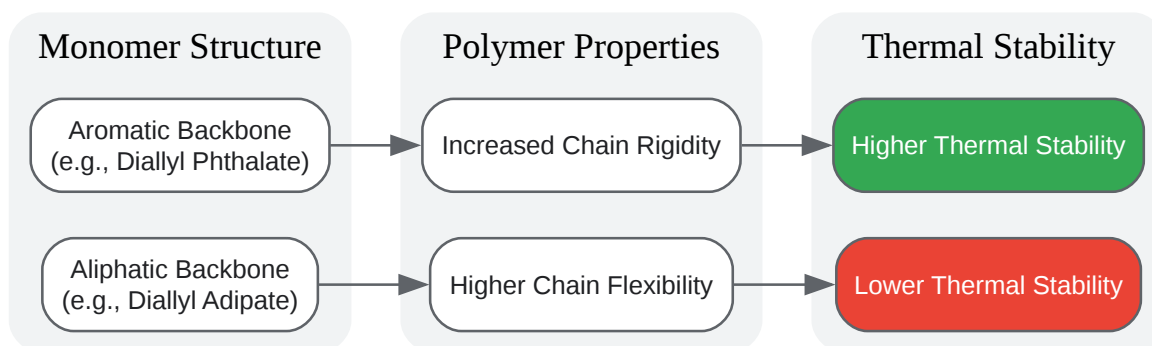 Monomer Structure
Polymer Properties
Thermal Stability
Aromatic Backbone
(e.g., Diallyl Phthalate)
Increased Chain Rigidity
Higher Thermal Stability
Aliphatic Backbone
(e.g., Diallyl Adipate)
Higher Chain Flexibility
Lower Thermal Stability